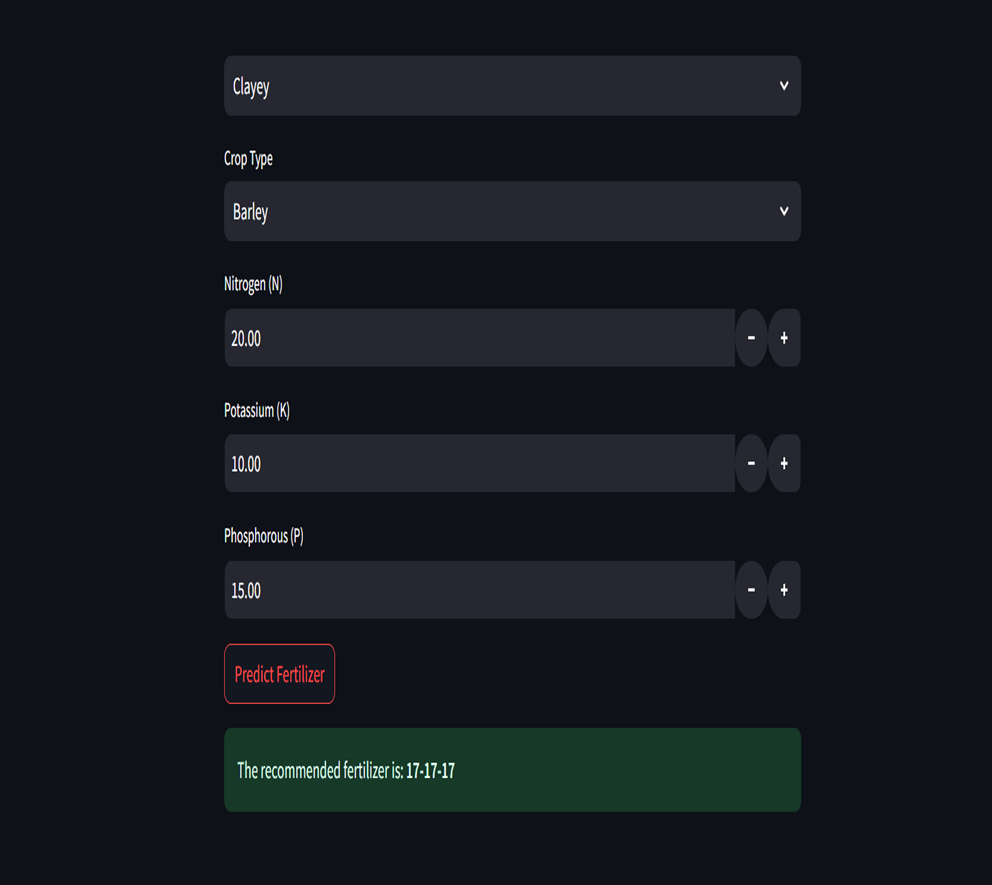 Clayey
Crop Type
Barley
Nitrogen (N)
20.00
Potassium (K)
10.00
Phosphorous (P)
15.00
Predict Fertilizer
The recommended fertilizer is: 17-17-17